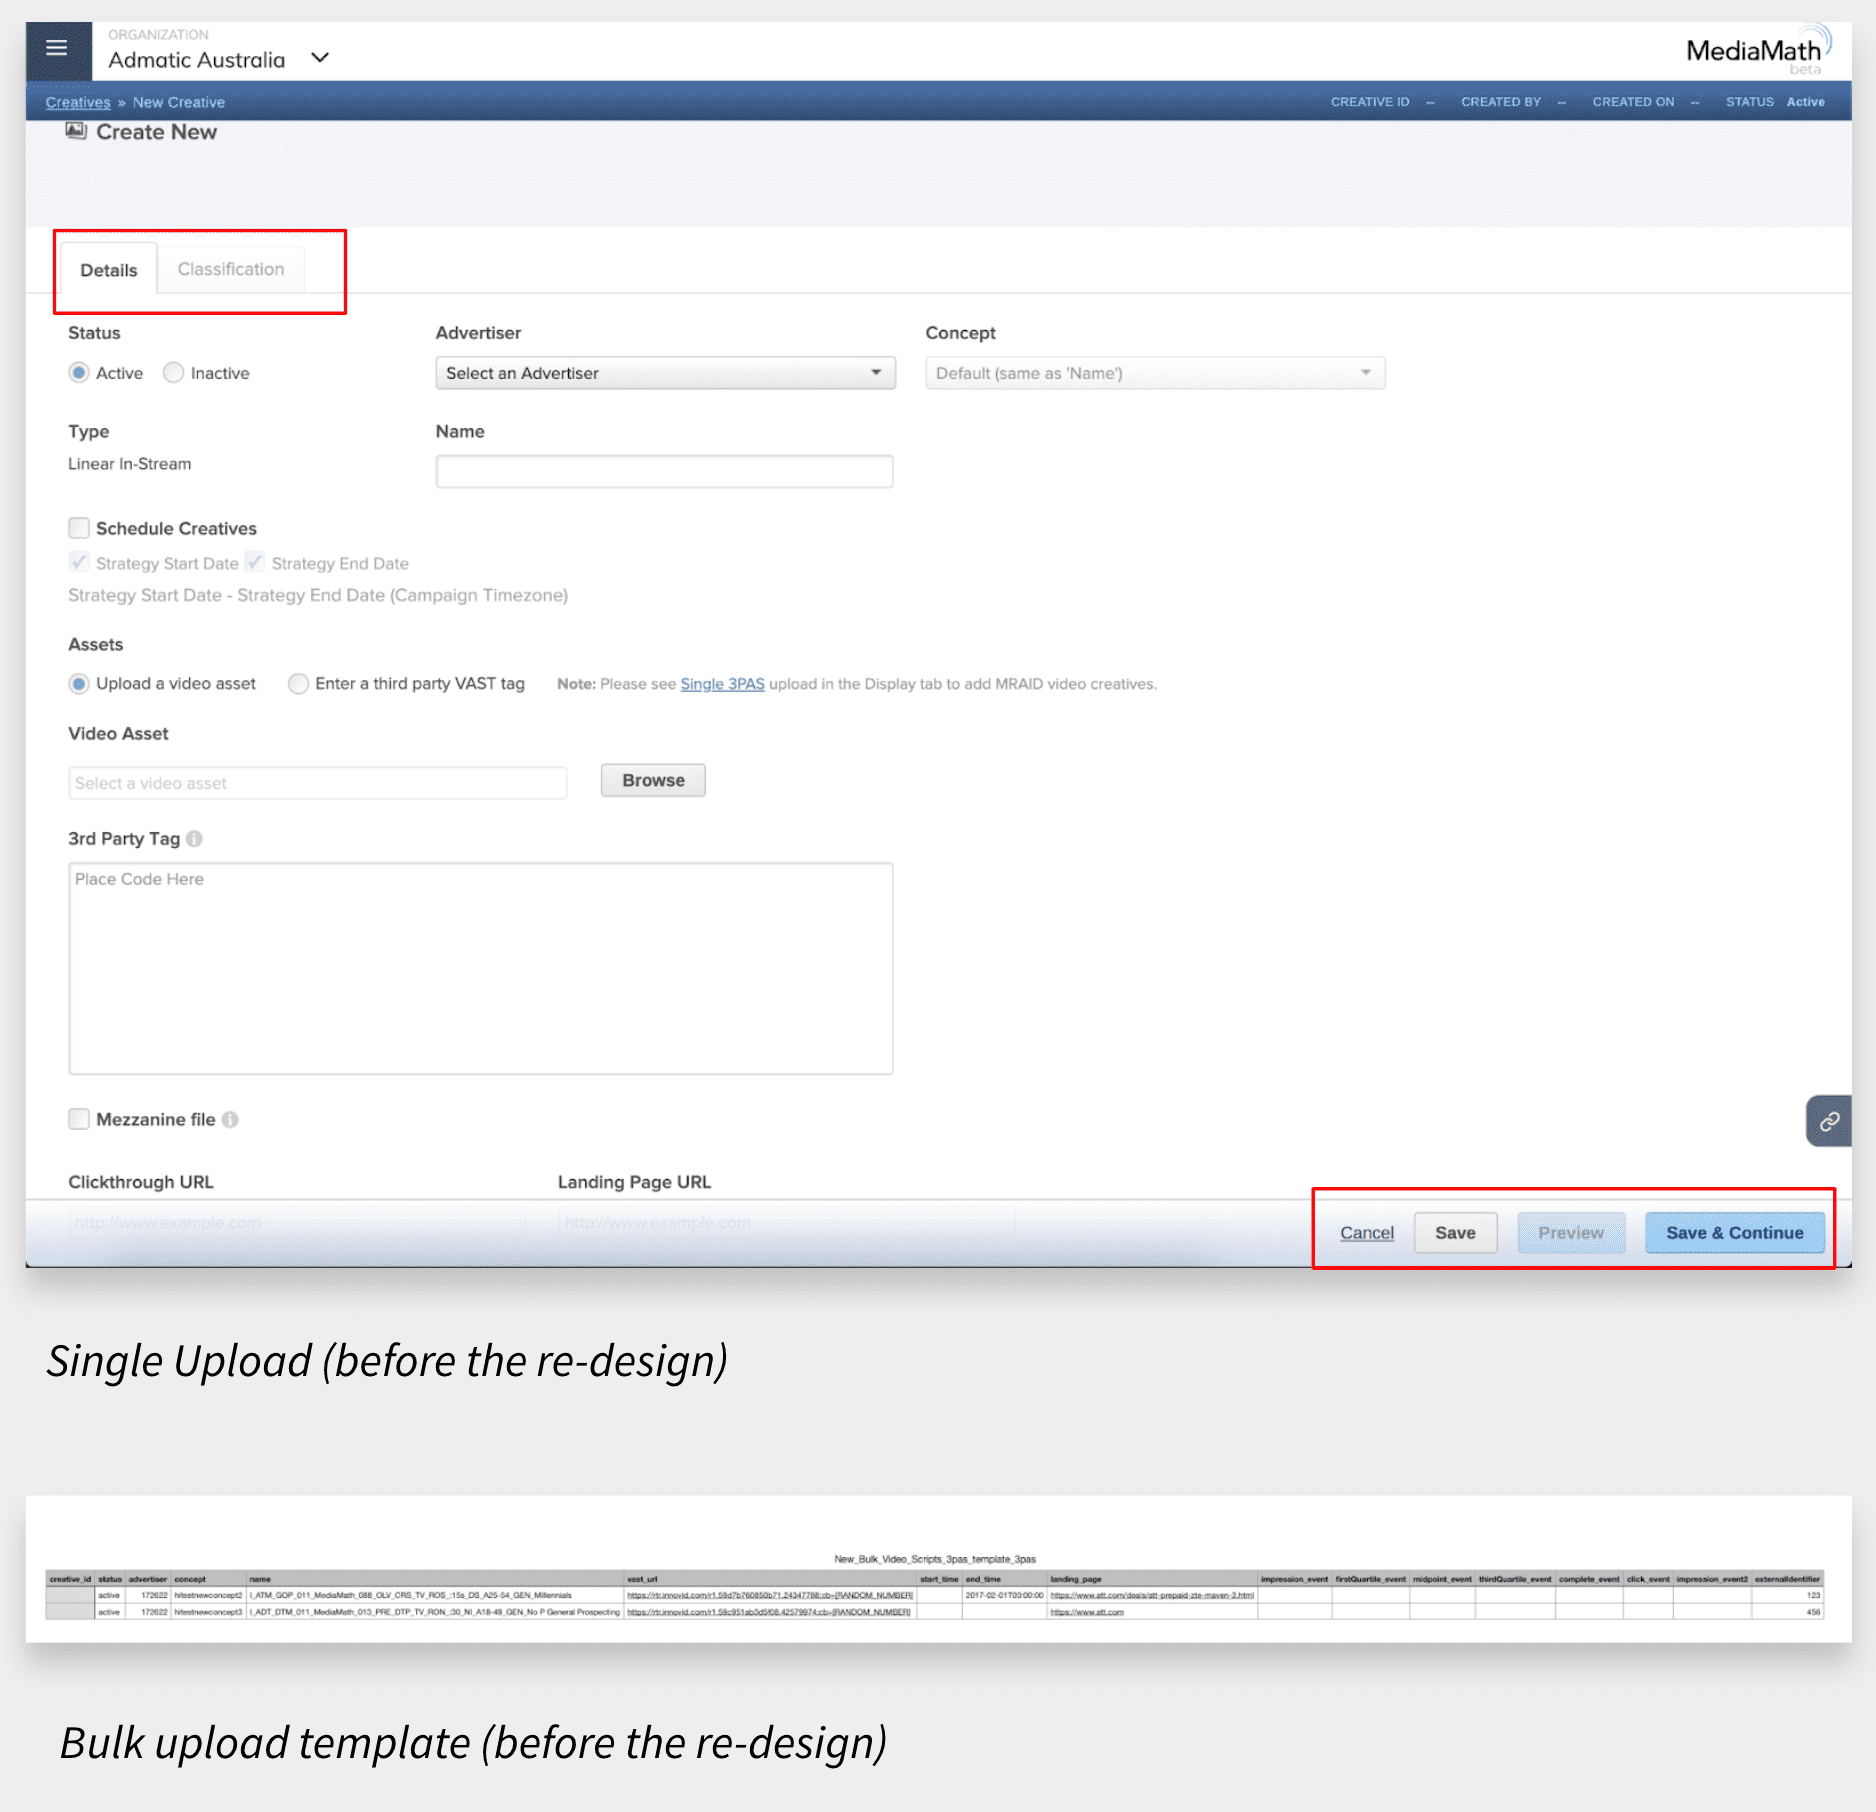 ORGANIZATION
Admatic Australia
MediaMath
beta
Creatives » New Creative
CREATIVE ID -- CREATED BY -- CREATED ON -- STATUS Active
Create New
Details Classification
Status Advertiser Concept
Active Inactive Select an Advertiser Default (same as 'Name')
Type Name
Linear In-Stream
Schedule Creatives
Strategy Start Date Strategy End Date
Strategy Start Date - Strategy End Date (Campaign Timezone)
Assets
Upload a video asset Enter a third party VAST tag Note: Please see Single 3PAS upload in the Display tab to add MRAID video creatives.
Video Asset
Select a video asset Browse
3rd Party Tag
Place Code Here
Mezzanine file
Clickthrough URL Landing Page URL
http://www.example.com http://www.example.com
Cancel Save Preview Save & Continue
Single Upload (before the re-design)
New_Bulk_Video_Scripts_3pas_template_3pas
creative_id status advertiser concept name vast_url start_time end_time landing_page impression_event firstQuartile_event midpoint_event thirdQuartile_event complete_event click_event impression_event2 externalIdentifier
active 172622 hitestnewconcept2 I_ATM_GOP_011_MediaMath_088_OLV_CRS_TV_ROS_:15s_DS_A25-54_GEN_Millennials https://rtr.innovid.com/r1.59d7b760850b71.24347788;cb=[RANDOM_NUMBER] 2017-02-01T00:00:00 https://www.att.com/deals/att-prepaid-zte-maven-3.html 123
active 172622 hitestnewconcept3 I_ADT_DTM_011_MediaMath_013_PRE_DTP_TV_RON_:30_NI_A18-49_GEN_No P General Prospecting https://rtr.innovid.com/r1.59c951ab3d5f08.42579974;cb=[RANDOM_NUMBER] https://www.att.com 456
Bulk upload template (before the re-design)